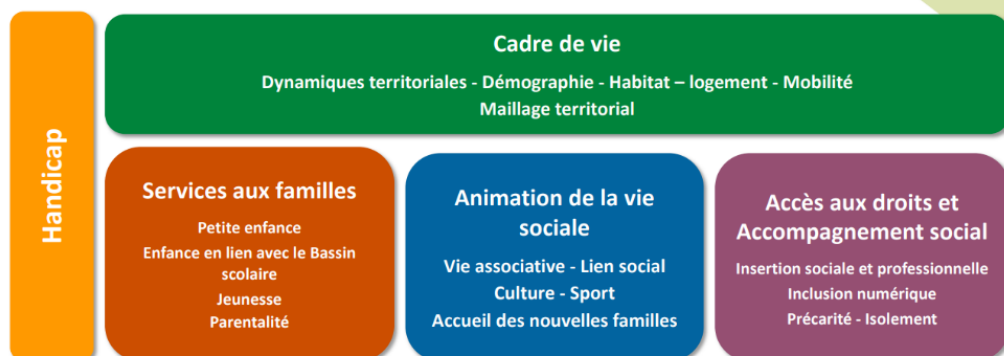 Handicap
Cadre de vie
Dynamiques territoriales - Démographie - Habitat – logement - Mobilité
Maillage territorial
Services aux familles
Petite enfance
Enfance en lien avec le Bassin
scolaire
Jeunesse
Parentalité
Animation de la vie
sociale
Vie associative - Lien social
Culture - Sport
Accueil des nouvelles familles
Accès aux droits et
Accompagnement social
Insertion sociale et professionnelle
Inclusion numérique
Précarité - Isolement